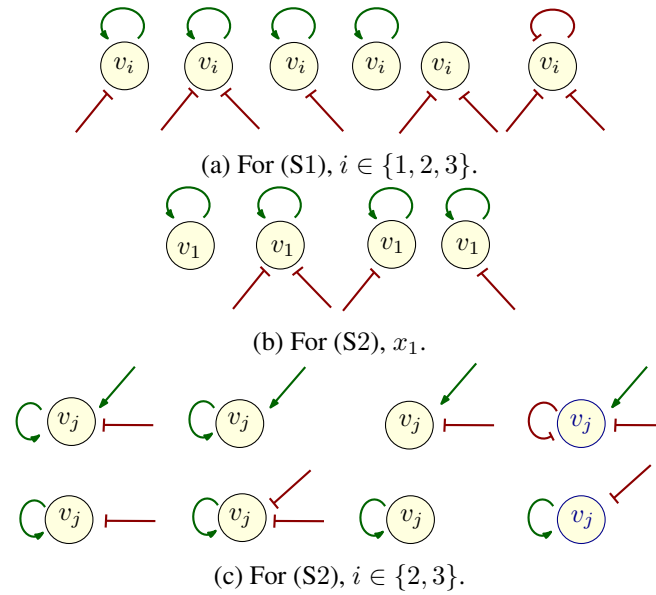 v_i v_i v_i v_i v_i v_i
(a) For (S1), i ∈ {1, 2, 3}.
v_1 v_1 v_1 v_1
(b) For (S2), x_1.
v_j v_j v_j v_j
v_j v_j v_j v_j
(c) For (S2), i ∈ {2, 3}.